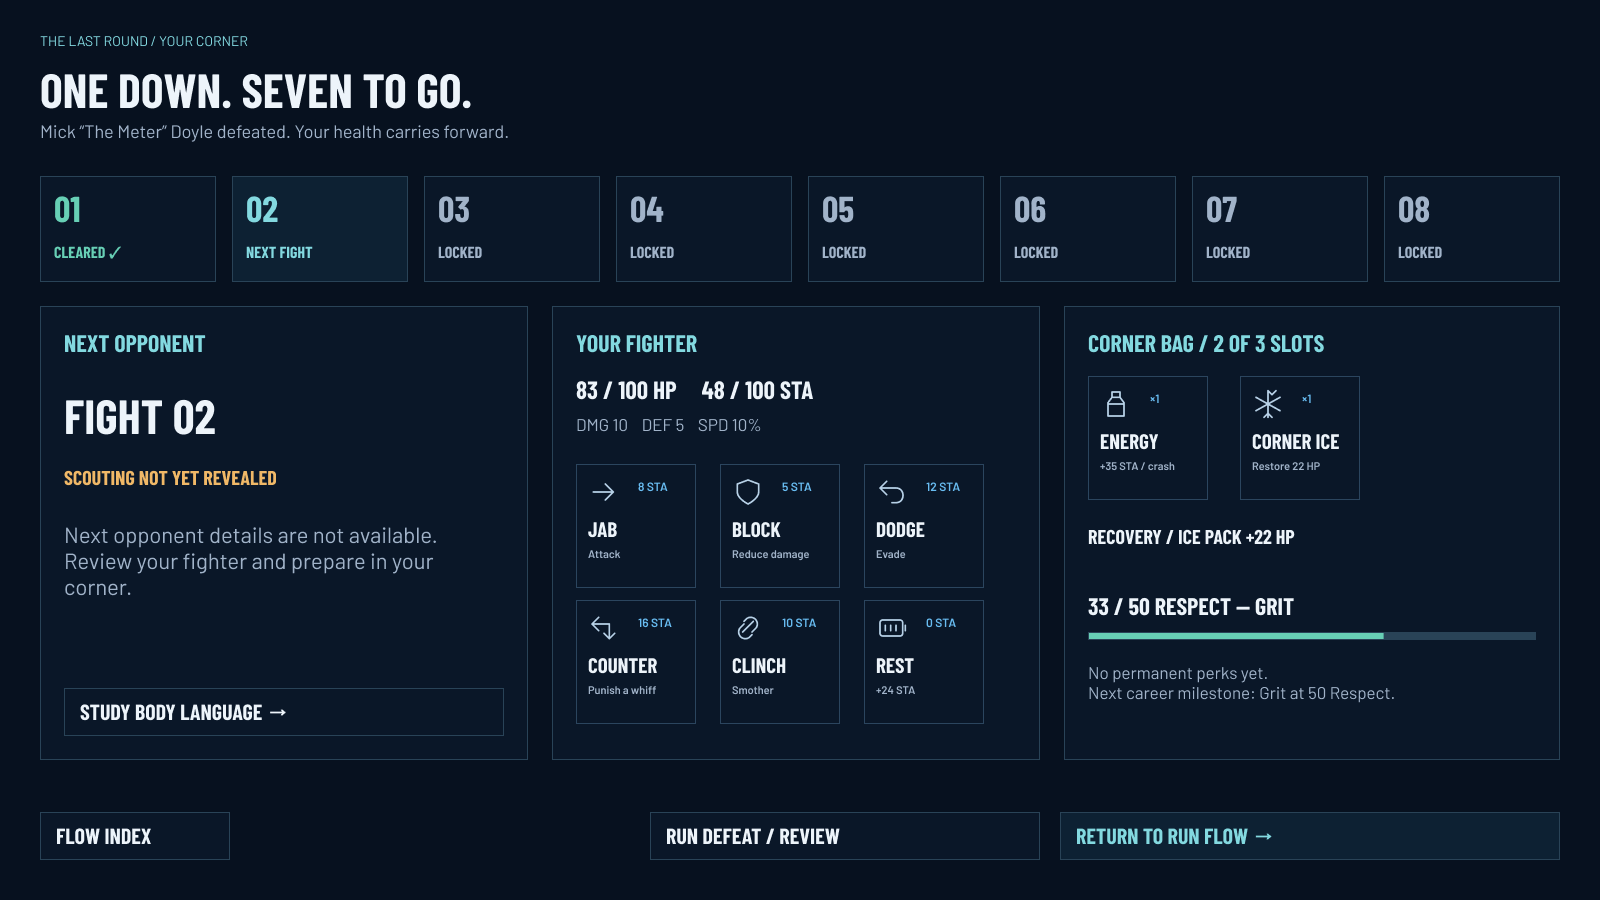 THE LAST ROUND / YOUR CORNER
ONE DOWN. SEVEN TO GO.
Mick “The Meter” Doyle defeated. Your health carries forward.
01
CLEARED ✓
02
NEXT FIGHT
03
LOCKED
04
LOCKED
05
LOCKED
06
LOCKED
07
LOCKED
08
LOCKED
NEXT OPPONENT
FIGHT 02
SCOUTING NOT YET REVEALED
Next opponent details are not available.
Review your fighter and prepare in your
corner.
STUDY BODY LANGUAGE →
YOUR FIGHTER
83 / 100 HP 48 / 100 STA
DMG 10 DEF 5 SPD 10%
8 STA
JAB
Attack
5 STA
BLOCK
Reduce damage
12 STA
DODGE
Evade
16 STA
COUNTER
Punish a whiff
10 STA
CLINCH
Smother
0 STA
REST
+24 STA
CORNER BAG / 2 OF 3 SLOTS
×1
ENERGY
+35 STA / crash
×1
CORNER ICE
Restore 22 HP
RECOVERY / ICE PACK +22 HP
33 / 50 RESPECT — GRIT
No permanent perks yet.
Next career milestone: Grit at 50 Respect.
FLOW INDEX
RUN DEFEAT / REVIEW
RETURN TO RUN FLOW →